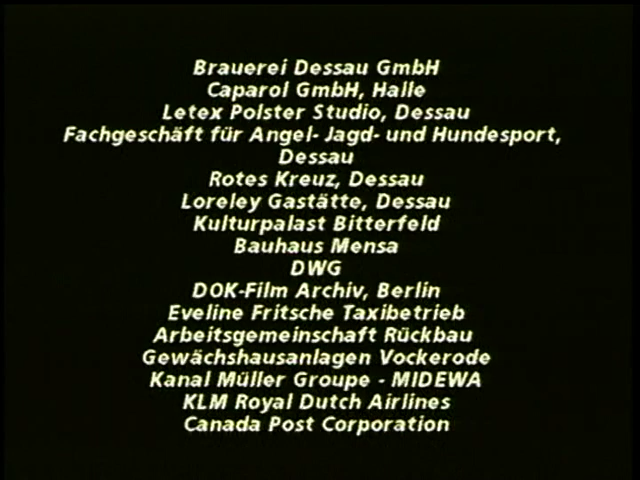 Brauerei Dessau GmbH
Caparol GmbH, Halle
Letex Polster Studio, Dessau
Fachgeschäft für Angel- Jagd- und Hundesport,
Dessau
Rotes Kreuz, Dessau
Loreley Gastätte, Dessau
Kulturpalast Bitterfeld
Bauhaus Mensa
DWG
DOK-Film Archiv, Berlin
Eveline Fritsche Taxibetrieb
Arbeitsgemeinschaft Rückbau
Gewächshausanlagen Vockerode
Kanal Müller Groupe - MIDEWA
KLM Royal Dutch Airlines
Canada Post Corporation